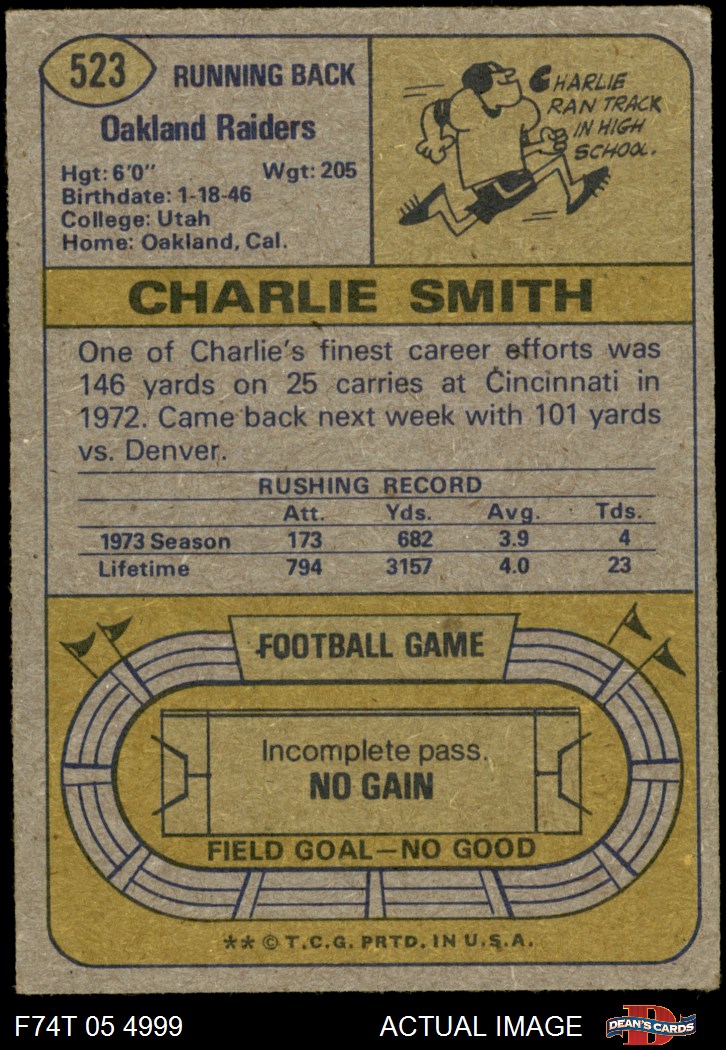 523
RUNNING BACK
Oakland Raiders
Hgt: 6'0" Wgt: 205
Birthdate: 1-18-46
College: Utah
Home: Oakland, Cal.
CHARLIE
RAN TRACK
IN HIGH
SCHOOL.
CHARLIE SMITH
One of Charlie's finest career efforts was
146 yards on 25 carries at Cincinnati in
1972. Came back next week with 101 yards
vs. Denver.
RUSHING RECORD
Att. Yds. Avg. Tds.
1973 Season 173 682 3.9 4
Lifetime 794 3157 4.0 23
FOOTBALL GAME
Incomplete pass.
NO GAIN
FIELD GOAL—NO GOOD
** © T.C.G. PRTD. IN U.S.A.
F74T 05 4999 ACTUAL IMAGE D DEAN'S CARDS